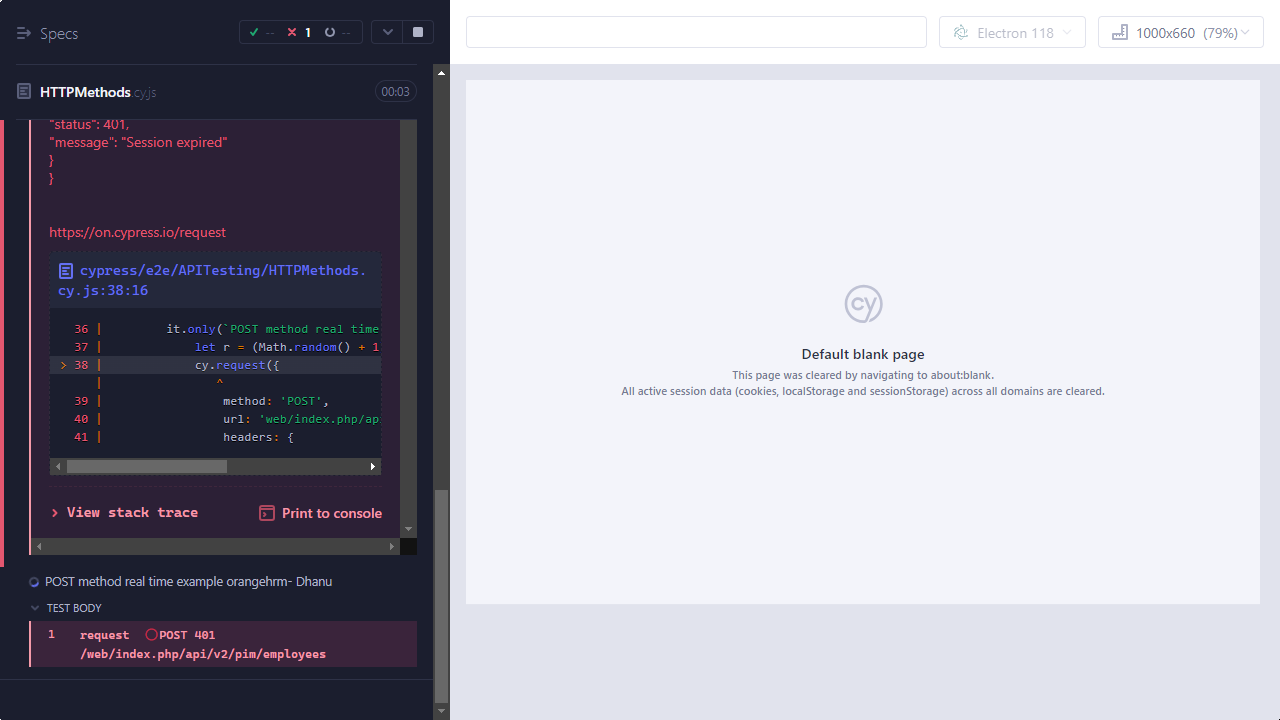 Specs
-- 1 --
Electron 118
1000x660 (79%)
HTTPMethods.cy.js
00:03
"status": 401,
"message": "Session expired"
}
}
https://on.cypress.io/request
cypress/e2e/APITesting/HTTPMethods.
cy.js:38:16
36 | it.only(`POST method real time
37 | let r = (Math.random() + 1
> 38 | cy.request({
| ^
39 | method: 'POST',
40 | url: 'web/index.php/ap
41 | headers: {
> View stack trace
Print to console
POST method real time example orangehrm- Dhanu
TEST BODY
1 request POST 401
/web/index.php/api/v2/pim/employees
cy
Default blank page
This page was cleared by navigating to about:blank.
All active session data (cookies, localStorage and sessionStorage) across all domains are cleared.